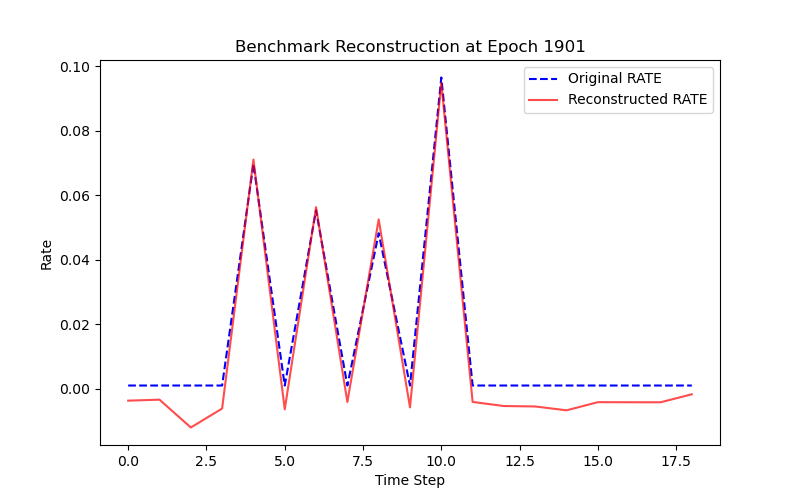 Benchmark Reconstruction at Epoch 1901
Original RATE
Reconstructed RATE
Rate
0.10
0.08
0.06
0.04
0.02
0.00
0.0 2.5 5.0 7.5 10.0 12.5 15.0 17.5
Time Step